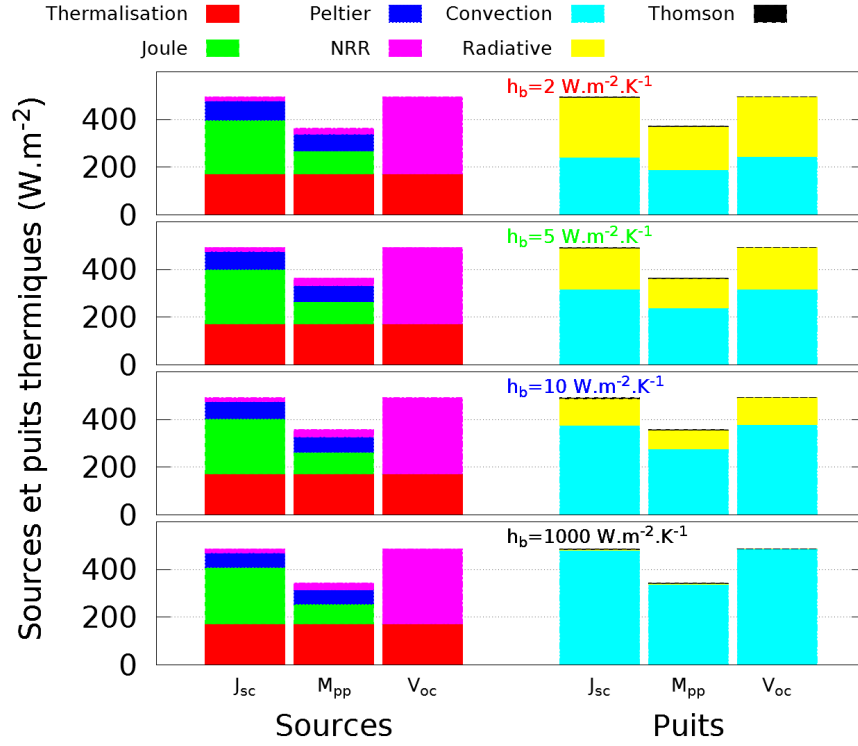 Thermalisation Peltier Convection Thomson
Joule NRR Radiative
Sources et puits thermiques (W.m⁻²)
h_b=2 W.m⁻².K⁻¹
400
200
0
h_b=5 W.m⁻².K⁻¹
400
200
0
h_b=10 W.m⁻².K⁻¹
400
200
0
h_b=1000 W.m⁻².K⁻¹
400
200
0
J_sc M_pp V_oc J_sc M_pp V_oc
Sources Puits